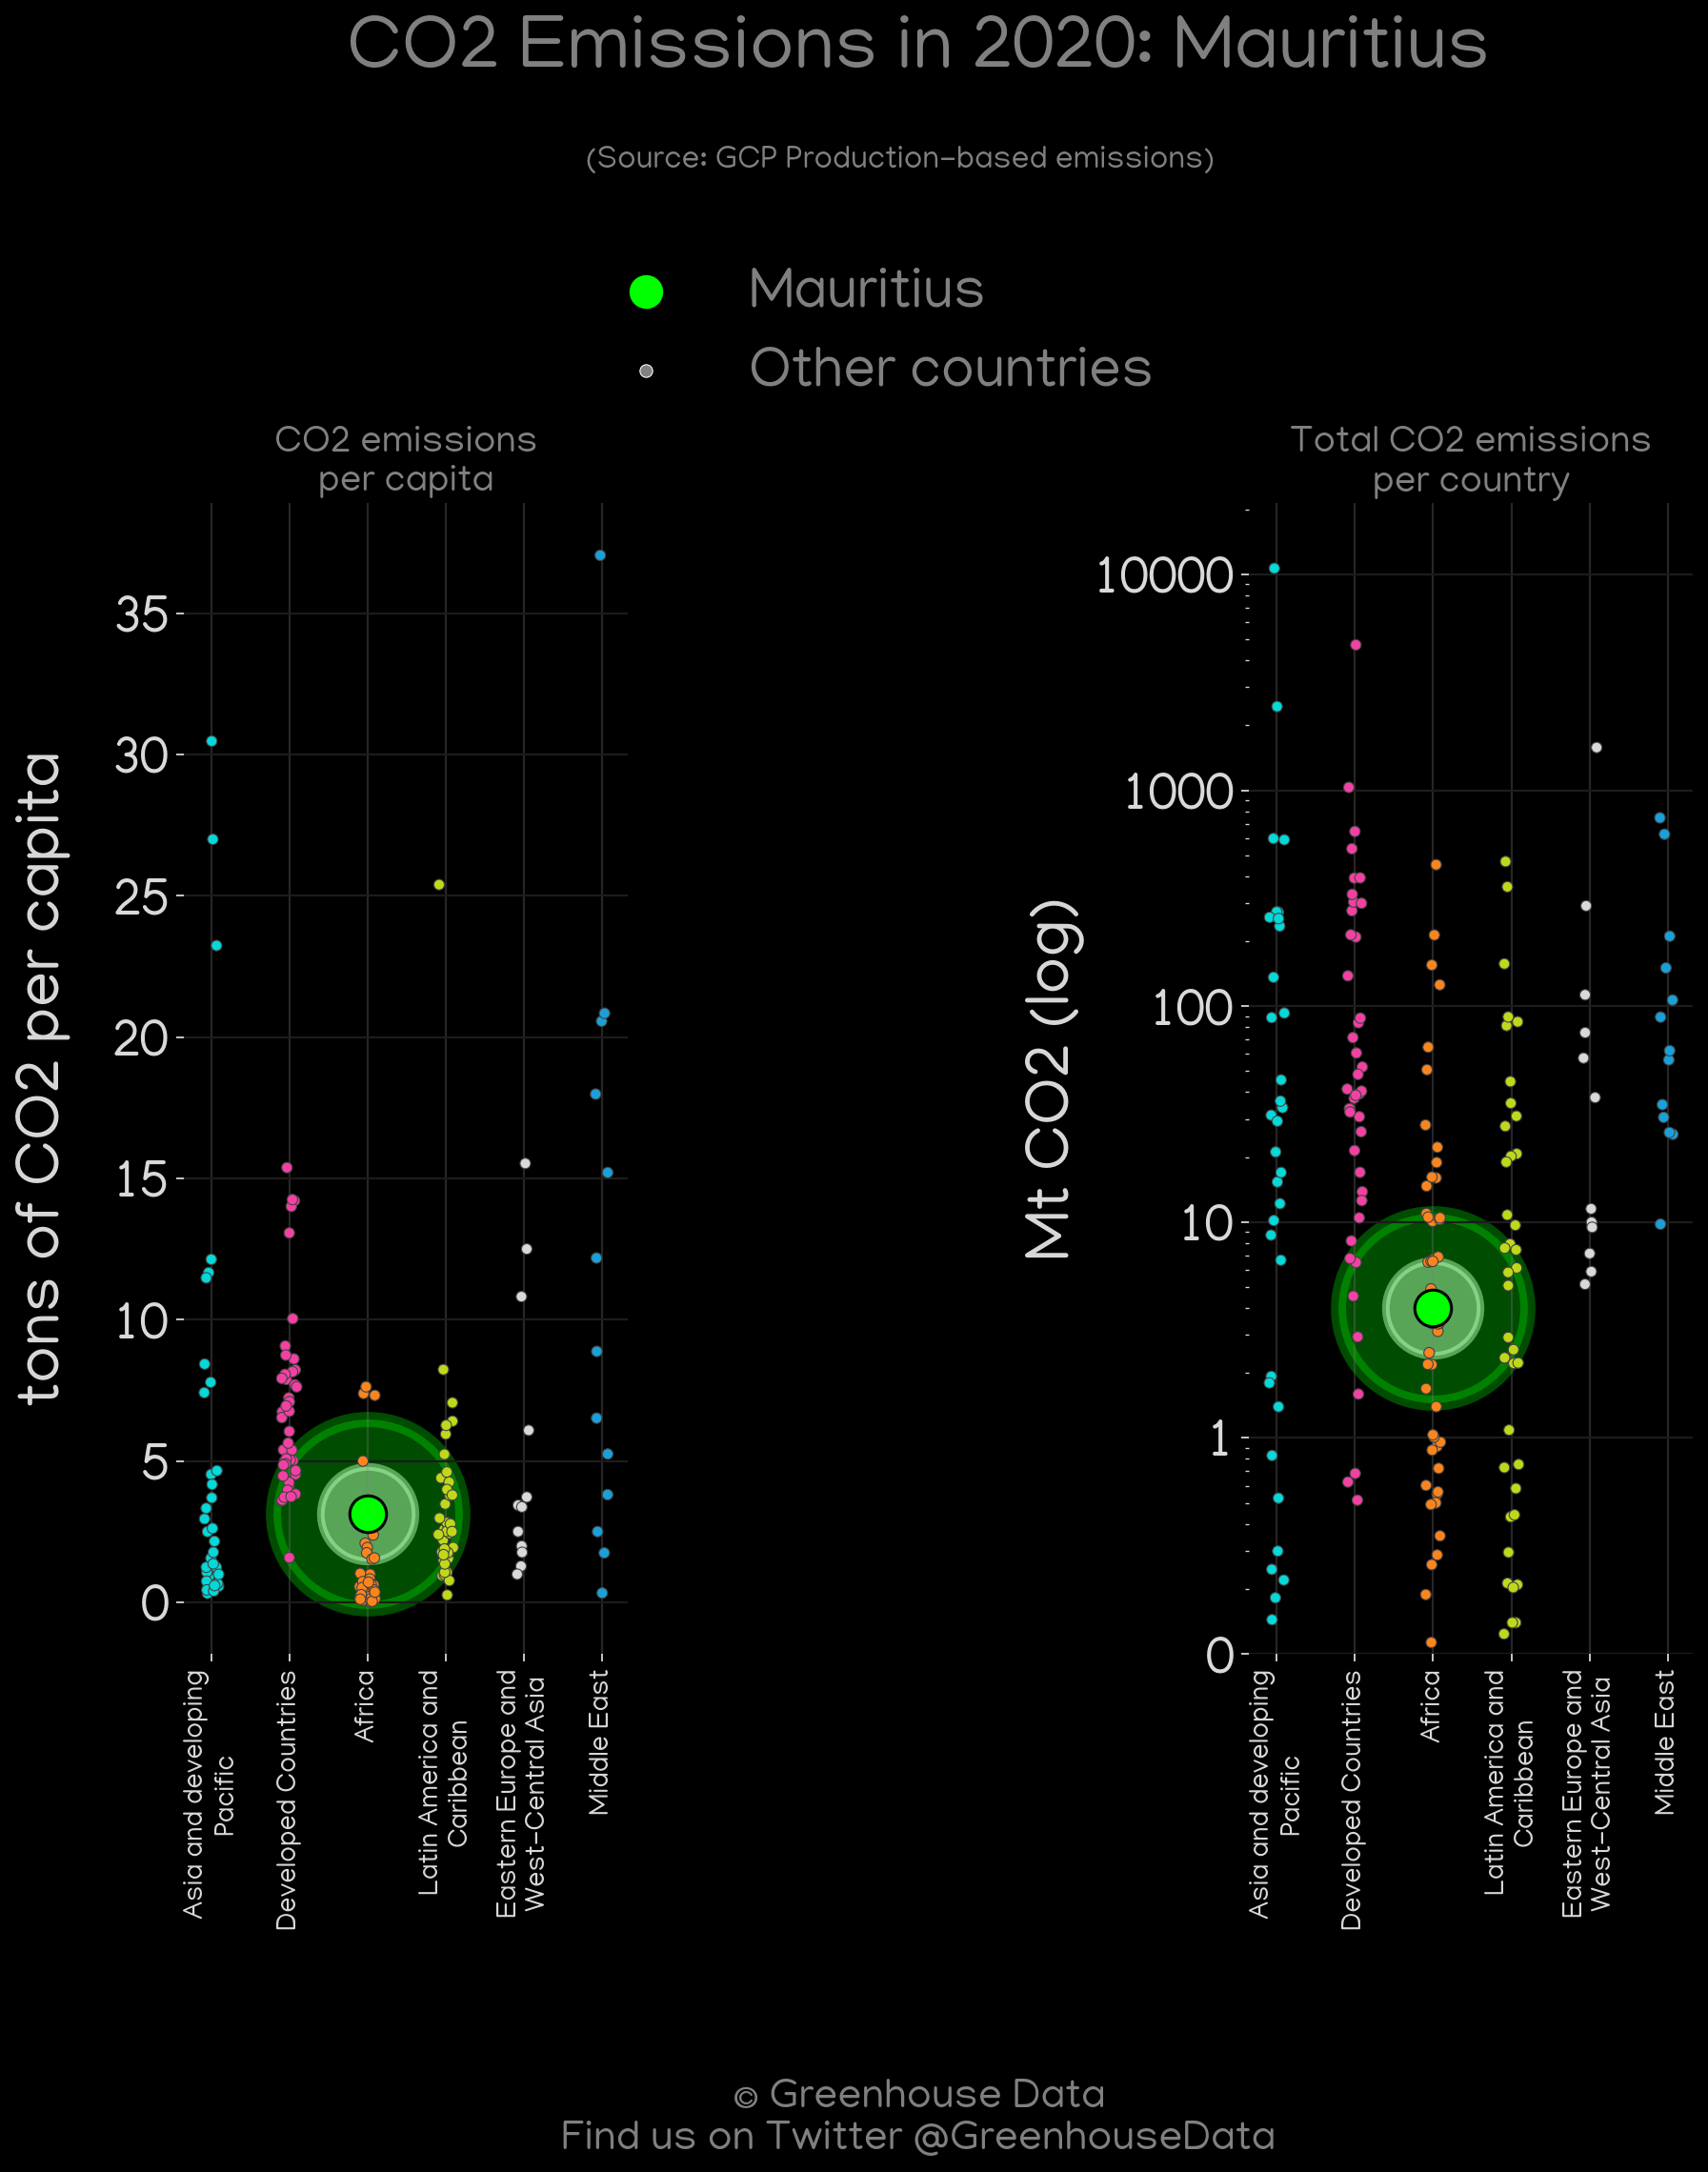 CO2 Emissions in 2020: Mauritius
(Source: GCP Production-based emissions)
Mauritius
Other countries
CO2 emissions
per capita
tons of CO2 per capita
35
30
25
20
15
10
5
0
Asia and developing
Pacific
Developed Countries
Africa
Latin America and
Caribbean
Eastern Europe and
West-Central Asia
Middle East
Total CO2 emissions
per country
Mt CO2 (log)
10000
1000
100
10
1
0
Asia and developing
Pacific
Developed Countries
Africa
Latin America and
Caribbean
Eastern Europe and
West-Central Asia
Middle East
© Greenhouse Data
Find us on Twitter @GreenhouseData